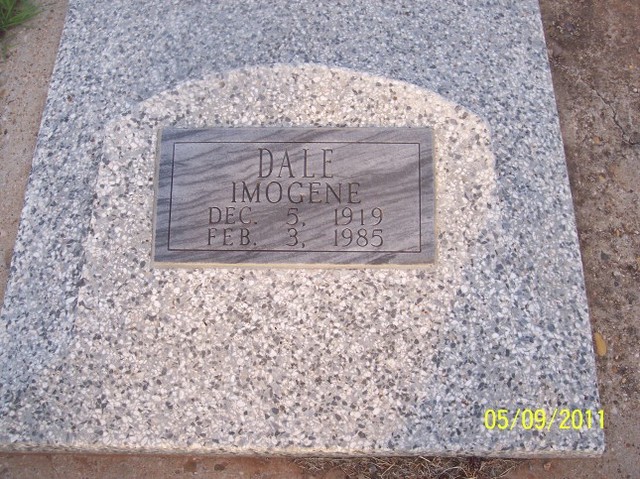 DALE
IMOGENE
DEC. 5, 1919
FEB. 3, 1985
05/09/2011